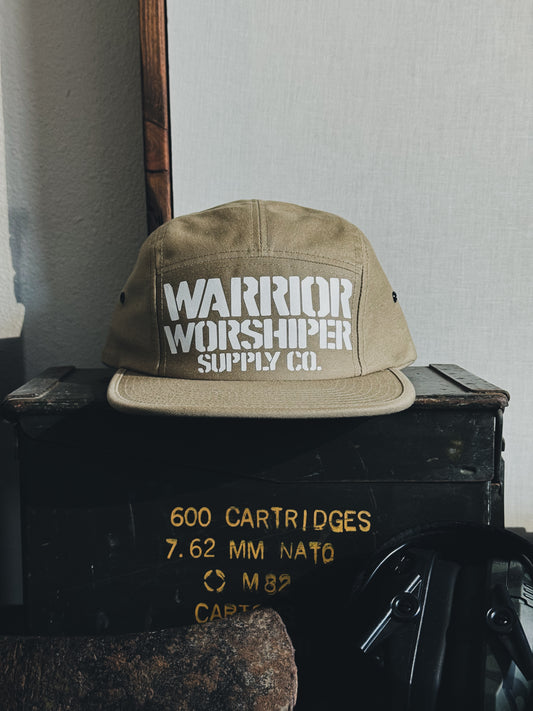 WARRIOR
WORSHIPER
SUPPLY CO.
600 CARTRIDGES
7.62 MM NATO
M82